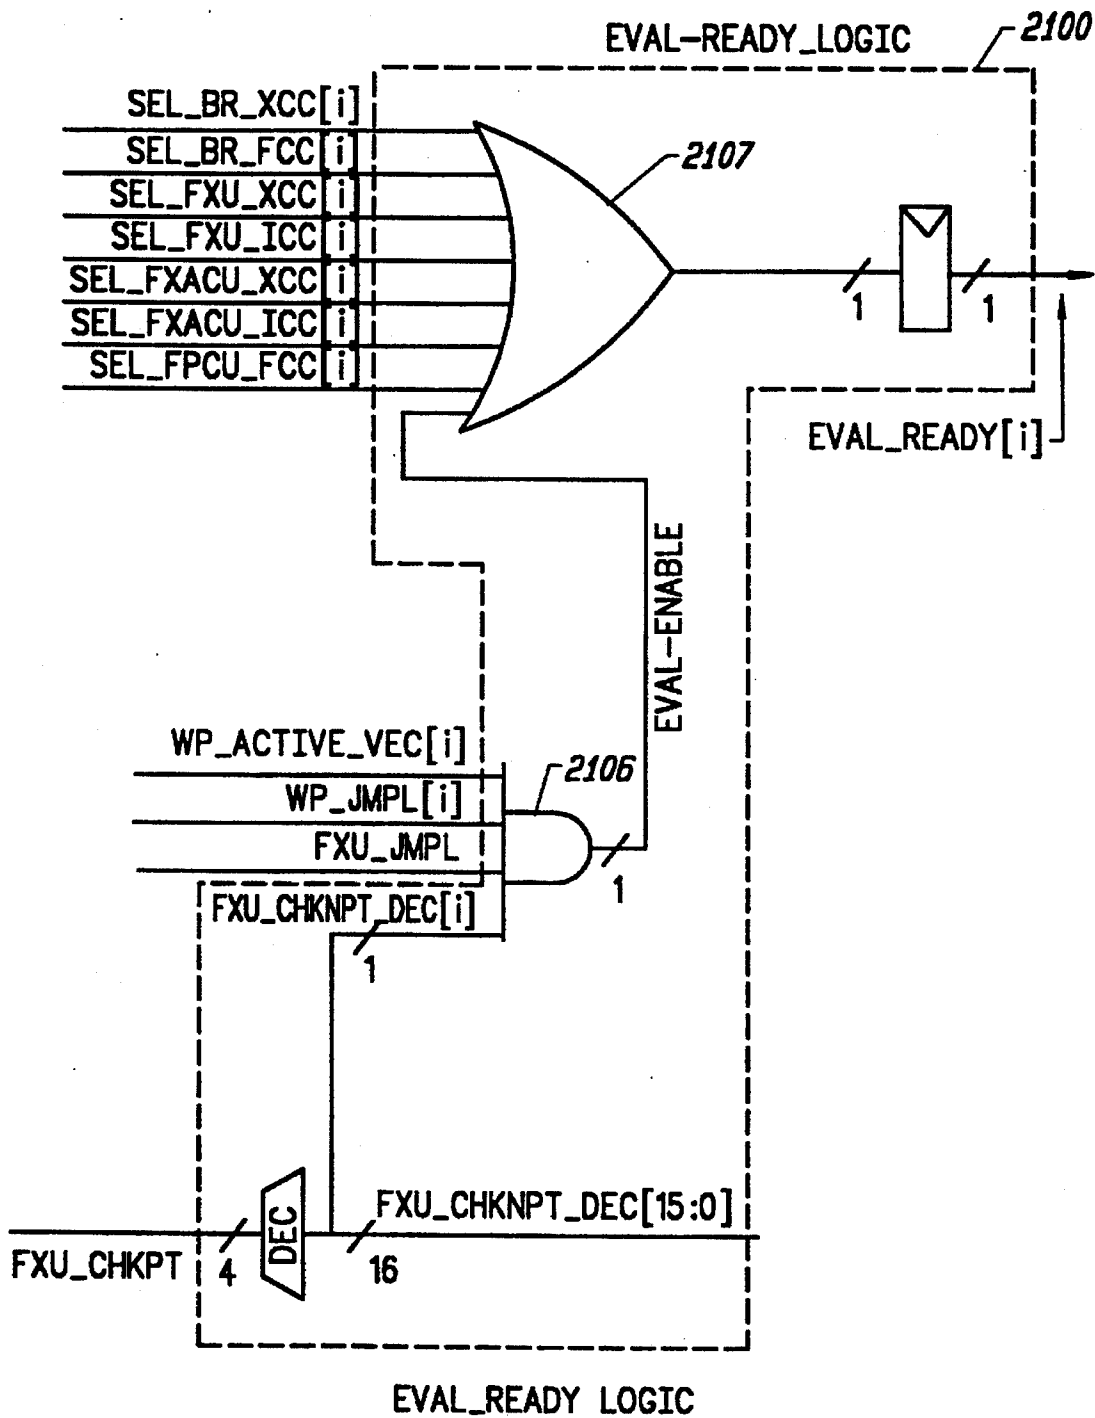 EVAL-READY_LOGIC
2100
SEL_BR_XCC[i]
SEL_BR_FCC[i]
SEL_FXU_XCC[i]
SEL_FXU_ICC[i]
SEL_FXACU_XCC[i]
SEL_FXACU_ICC[i]
SEL_FPCU_FCC[i]
2107
1
1
EVAL_READY[i]
EVAL-ENABLE
WP_ACTIVE_VEC[i]
WP_JMPL[i]
FXU_JMPL
2106
1
FXU_CHKNPT_DEC[i]
1
FXU_CHKNPT_DEC[15:0]
DEC
FXU_CHKPT
4
16
EVAL_READY LOGIC